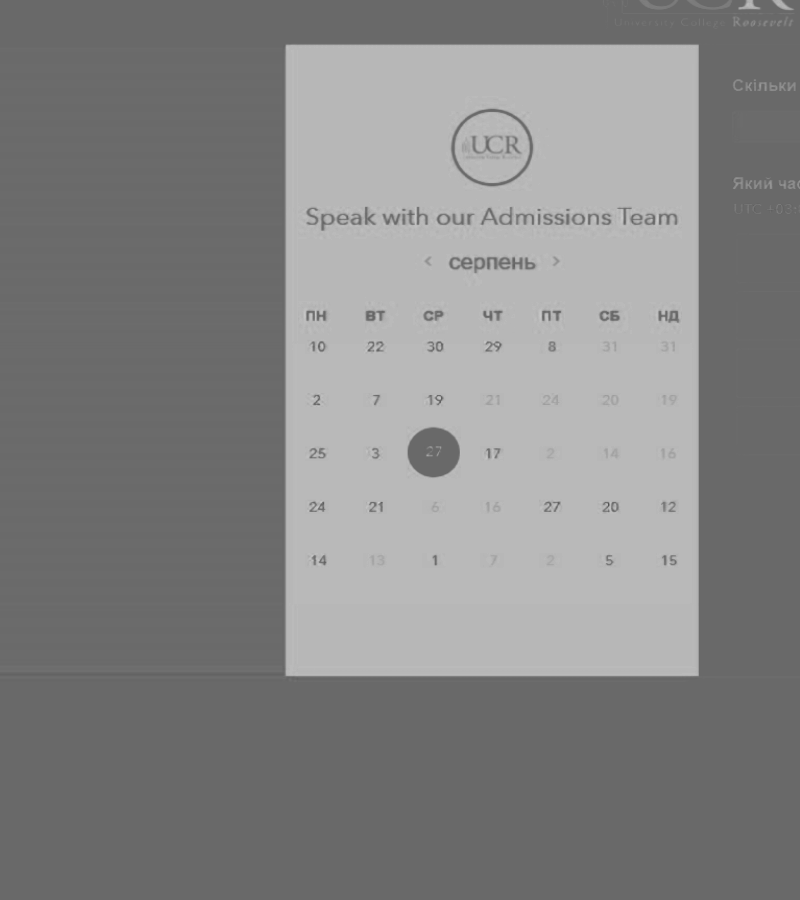 UCR
University College Roosevelt
Скільки
UCR
Який час
UTC +03:
Speak with our Admissions Team
< серпень >
ПН ВТ СР ЧТ ПТ СБ НД
10 22 30 29 8 31 31
2 7 19 21 24 20 19
25 3 27 17 2 14 16
24 21 6 16 27 20 12
14 13 1 7 2 5 15